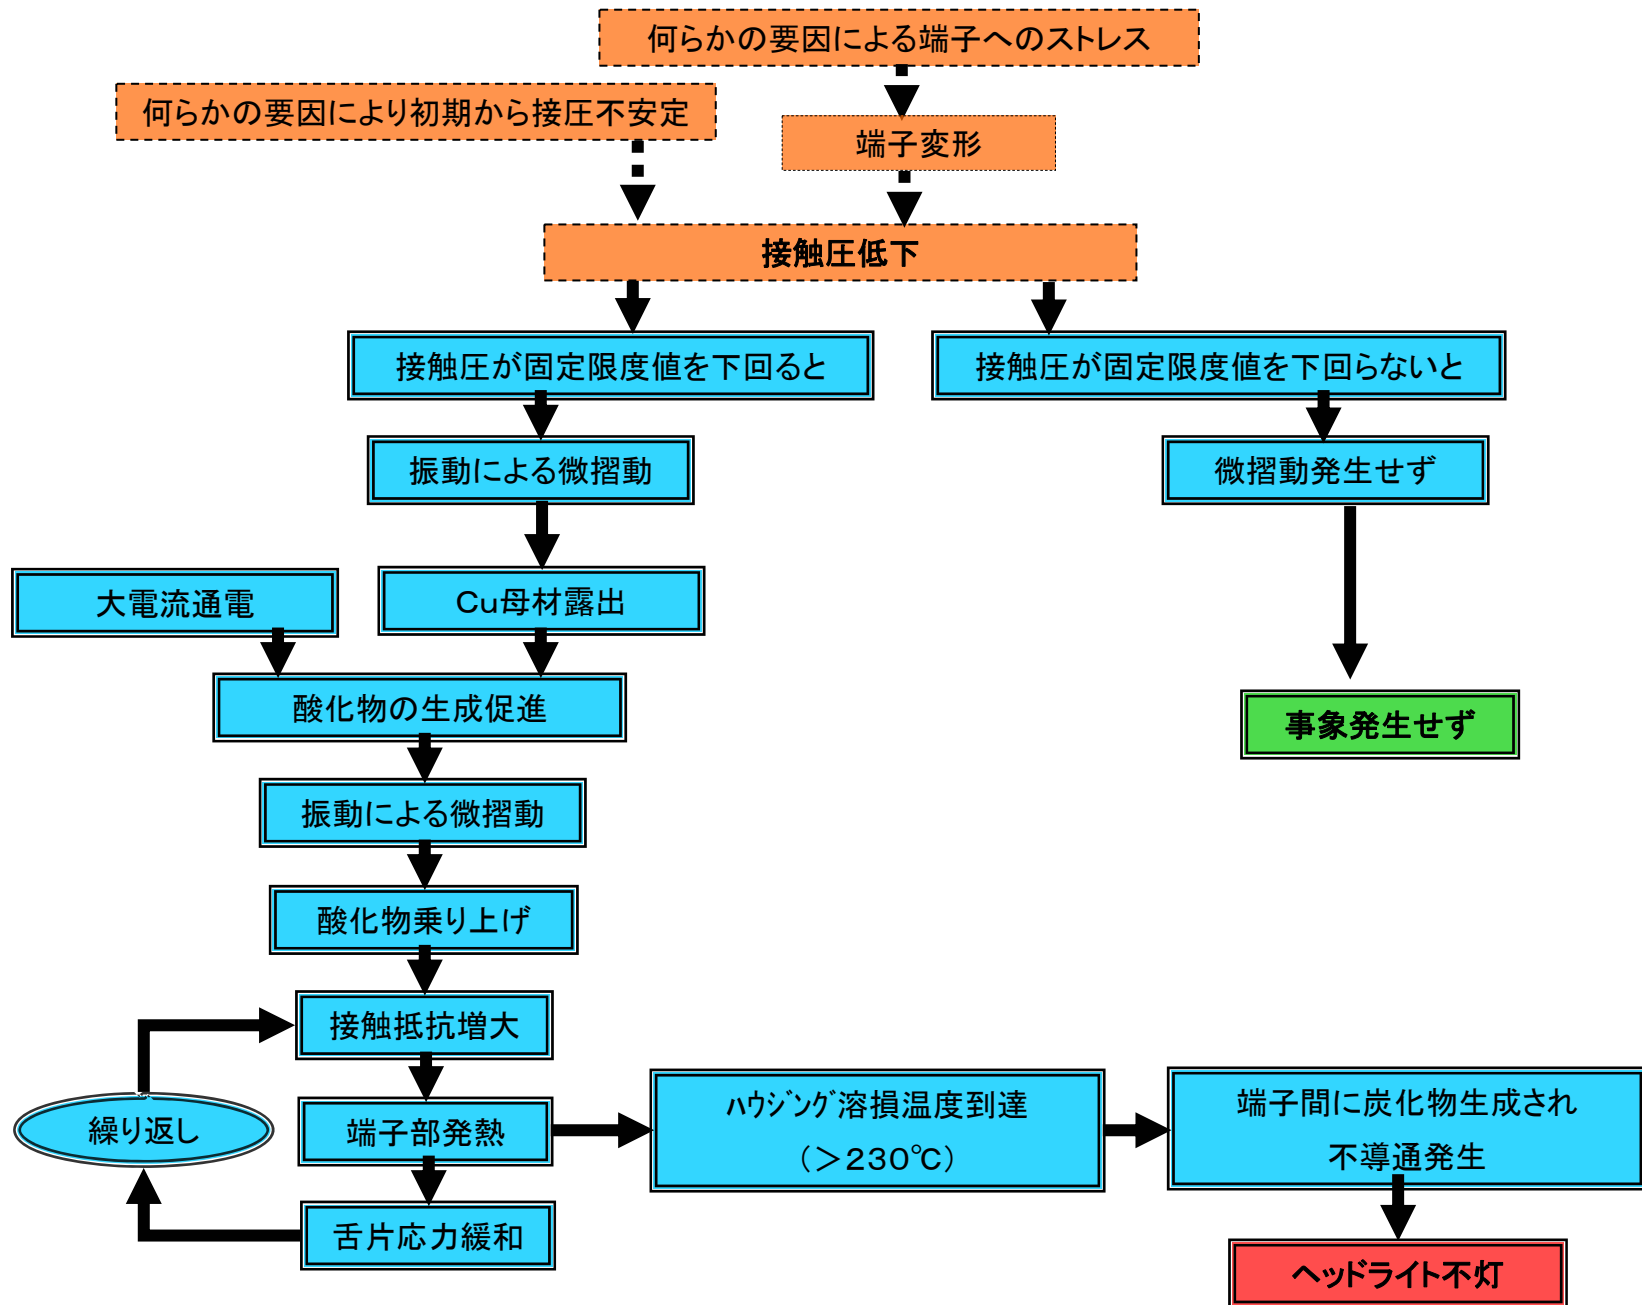 何らかの要因による端子へのストレス
何らかの要因により初期から接圧不安定
端子変形
接触圧低下
接触圧が固定限度値を下回ると
接触圧が固定限度値を下回らないと
振動による微摺動
微摺動発生せず
大電流通電
Cu母材露出
酸化物の生成促進
事象発生せず
振動による微摺動
酸化物乗り上げ
接触抵抗増大
繰り返し
端子部発熱
ﾊｳｼﾞﾝｸﾞ溶損温度到達
（＞230℃）
端子間に炭化物生成され
不導通発生
舌片応力緩和
ヘッドライト不灯